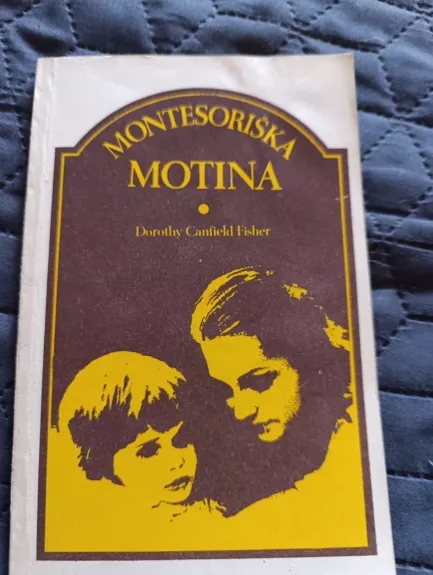 MONTESORIŠKA
MOTINA
Dorothy Canfield Fisher